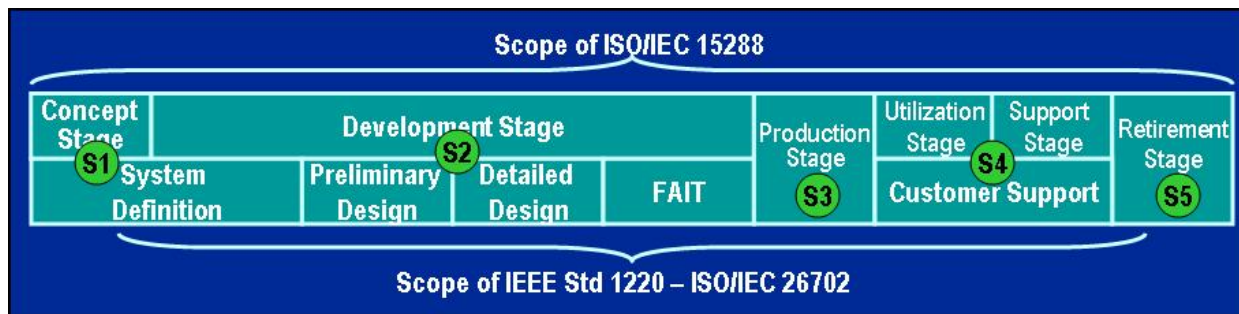 Scope of ISO/IEC 15288
Concept
Stage
S1
Development Stage
S2
Production
Stage
S3
Utilization
Stage
Support
Stage
S4
Retirement
Stage
S5
System
Definition
Preliminary
Design
Detailed
Design
FAIT
Customer Support
Scope of IEEE Std 1220 – ISO/IEC 26702